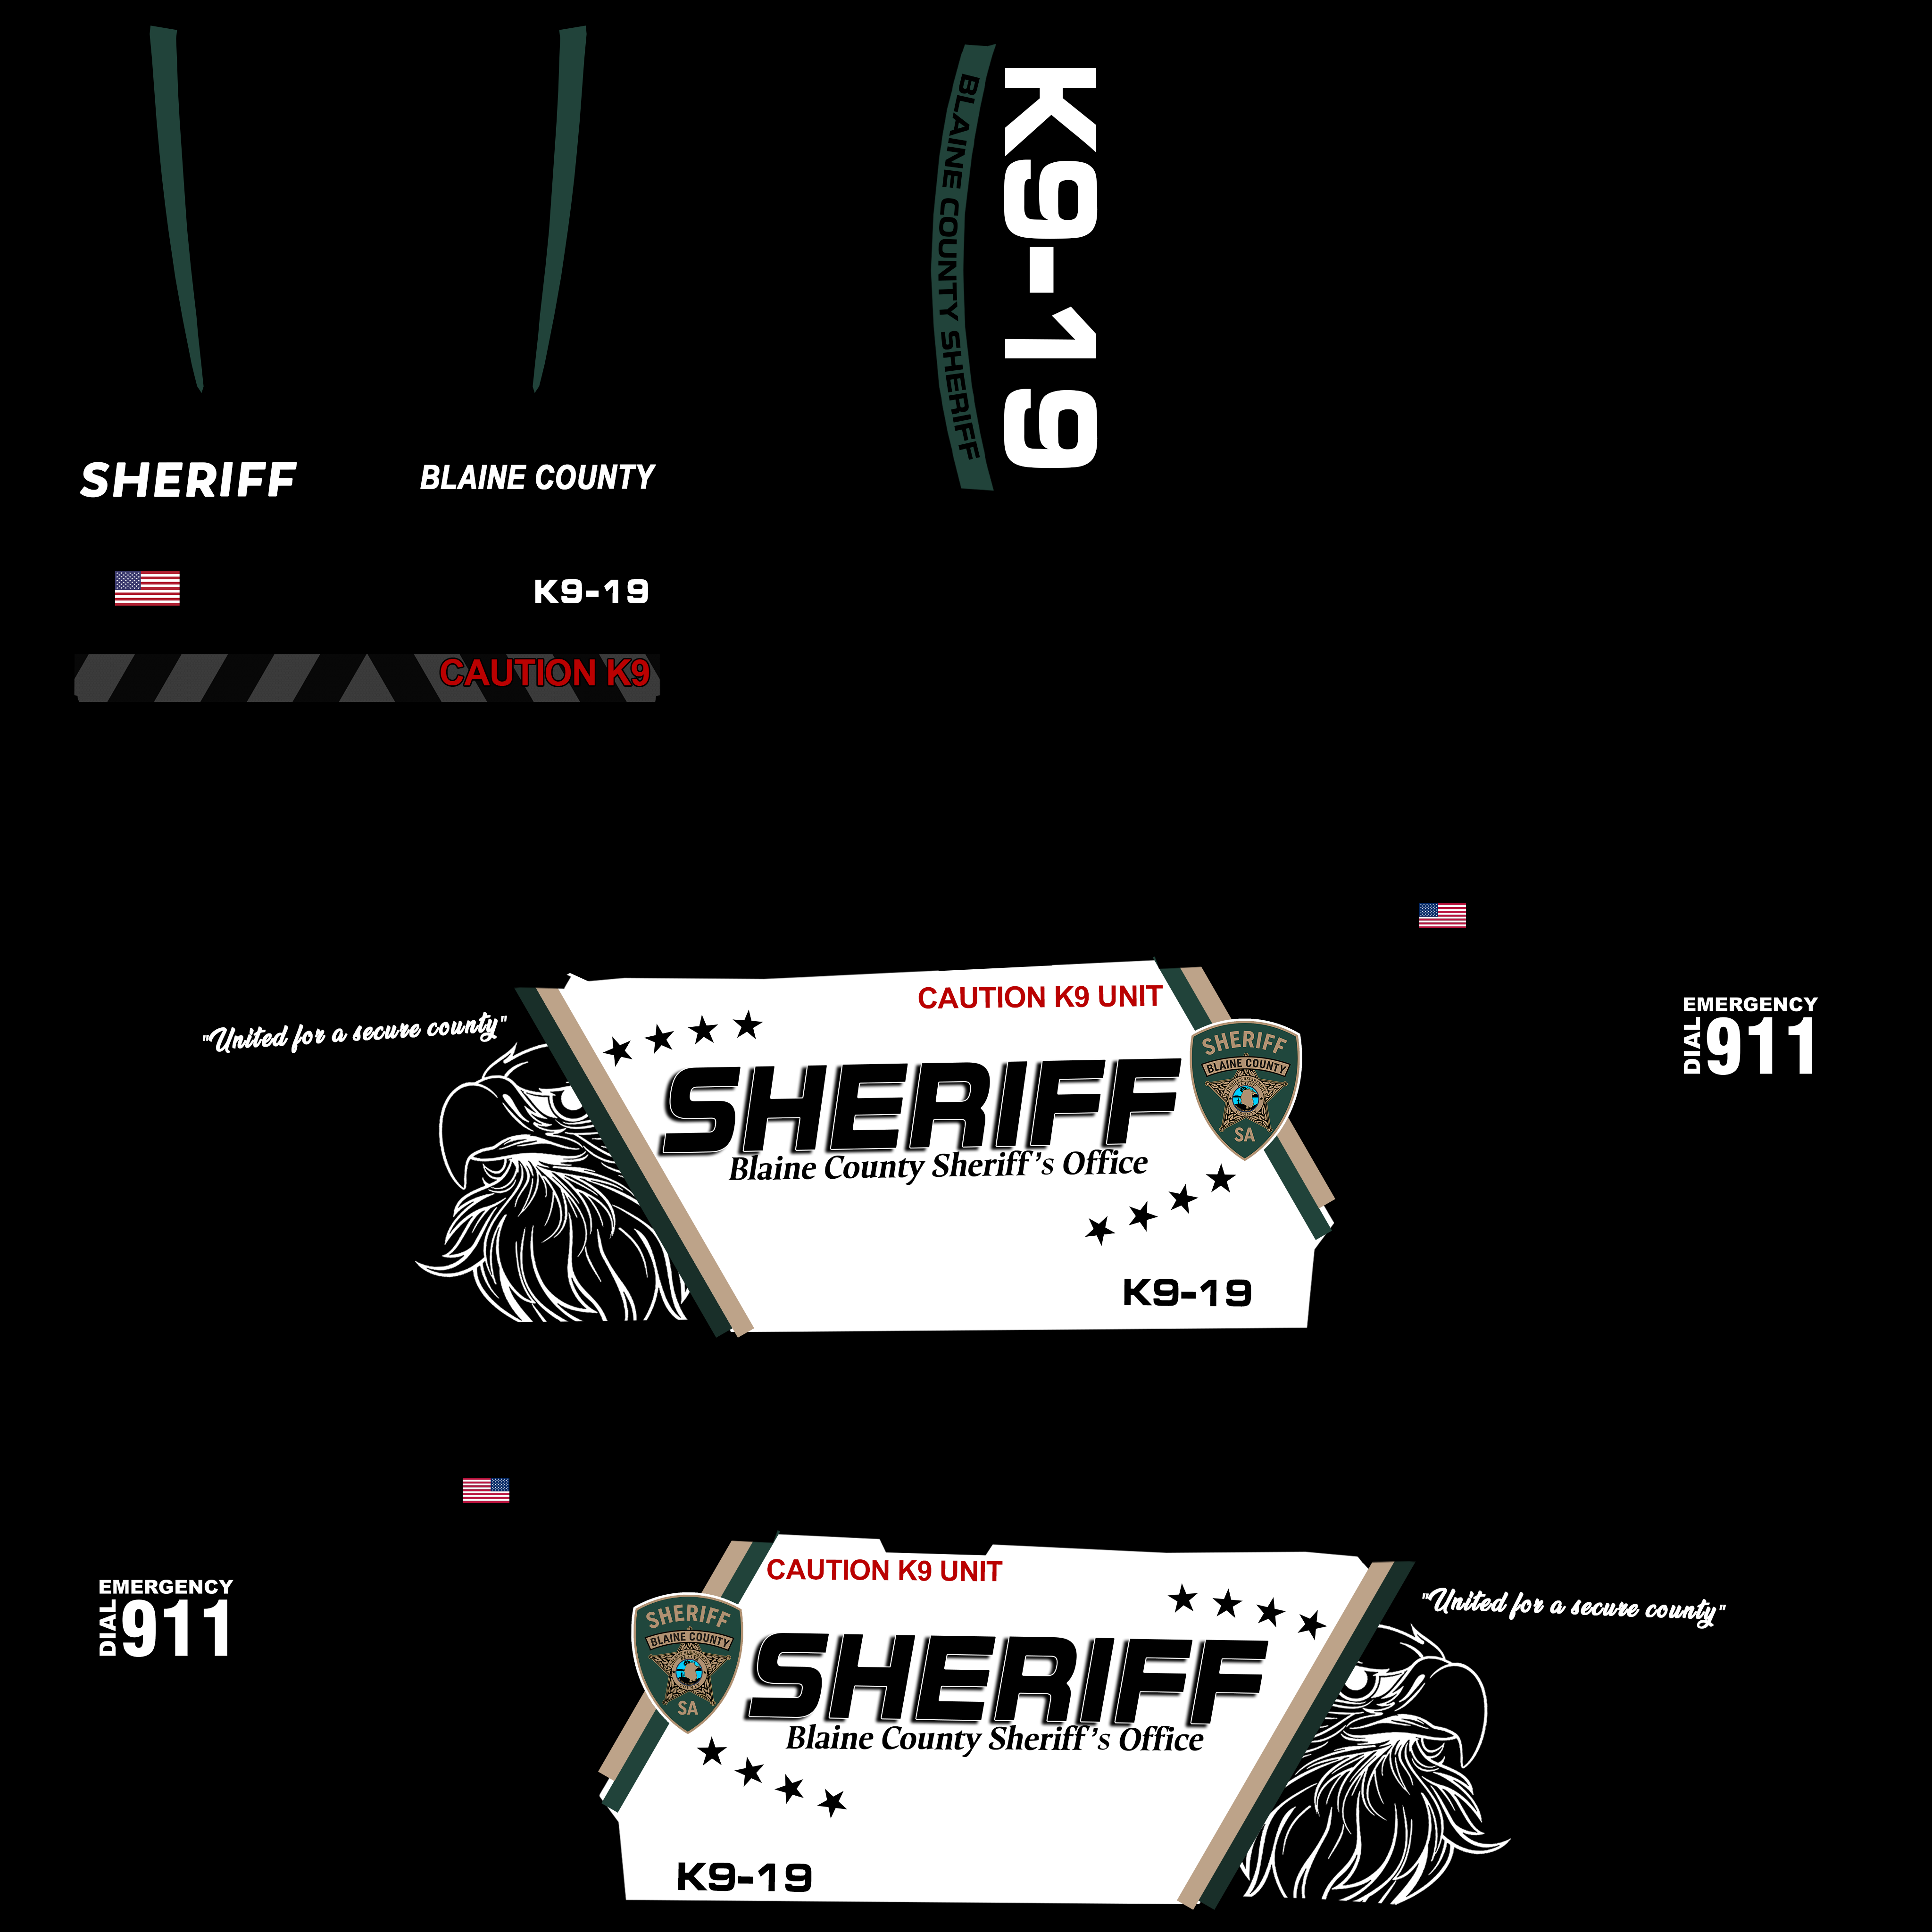 BLAINE COUNTY SHERIFF
K9-19
SHERIFF
BLAINE COUNTY
K9-19
CAUTION K9
"United for a secure county"
CAUTION K9 UNIT
SHERIFF
Blaine County Sheriff's Office
K9-19
SHERIFF
BLAINE COUNTY
SA
EMERGENCY
DIAL
911
EMERGENCY
DIAL
911
CAUTION K9 UNIT
SHERIFF
BLAINE COUNTY
SA
SHERIFF
Blaine County Sheriff's Office
K9-19
"United for a secure county"